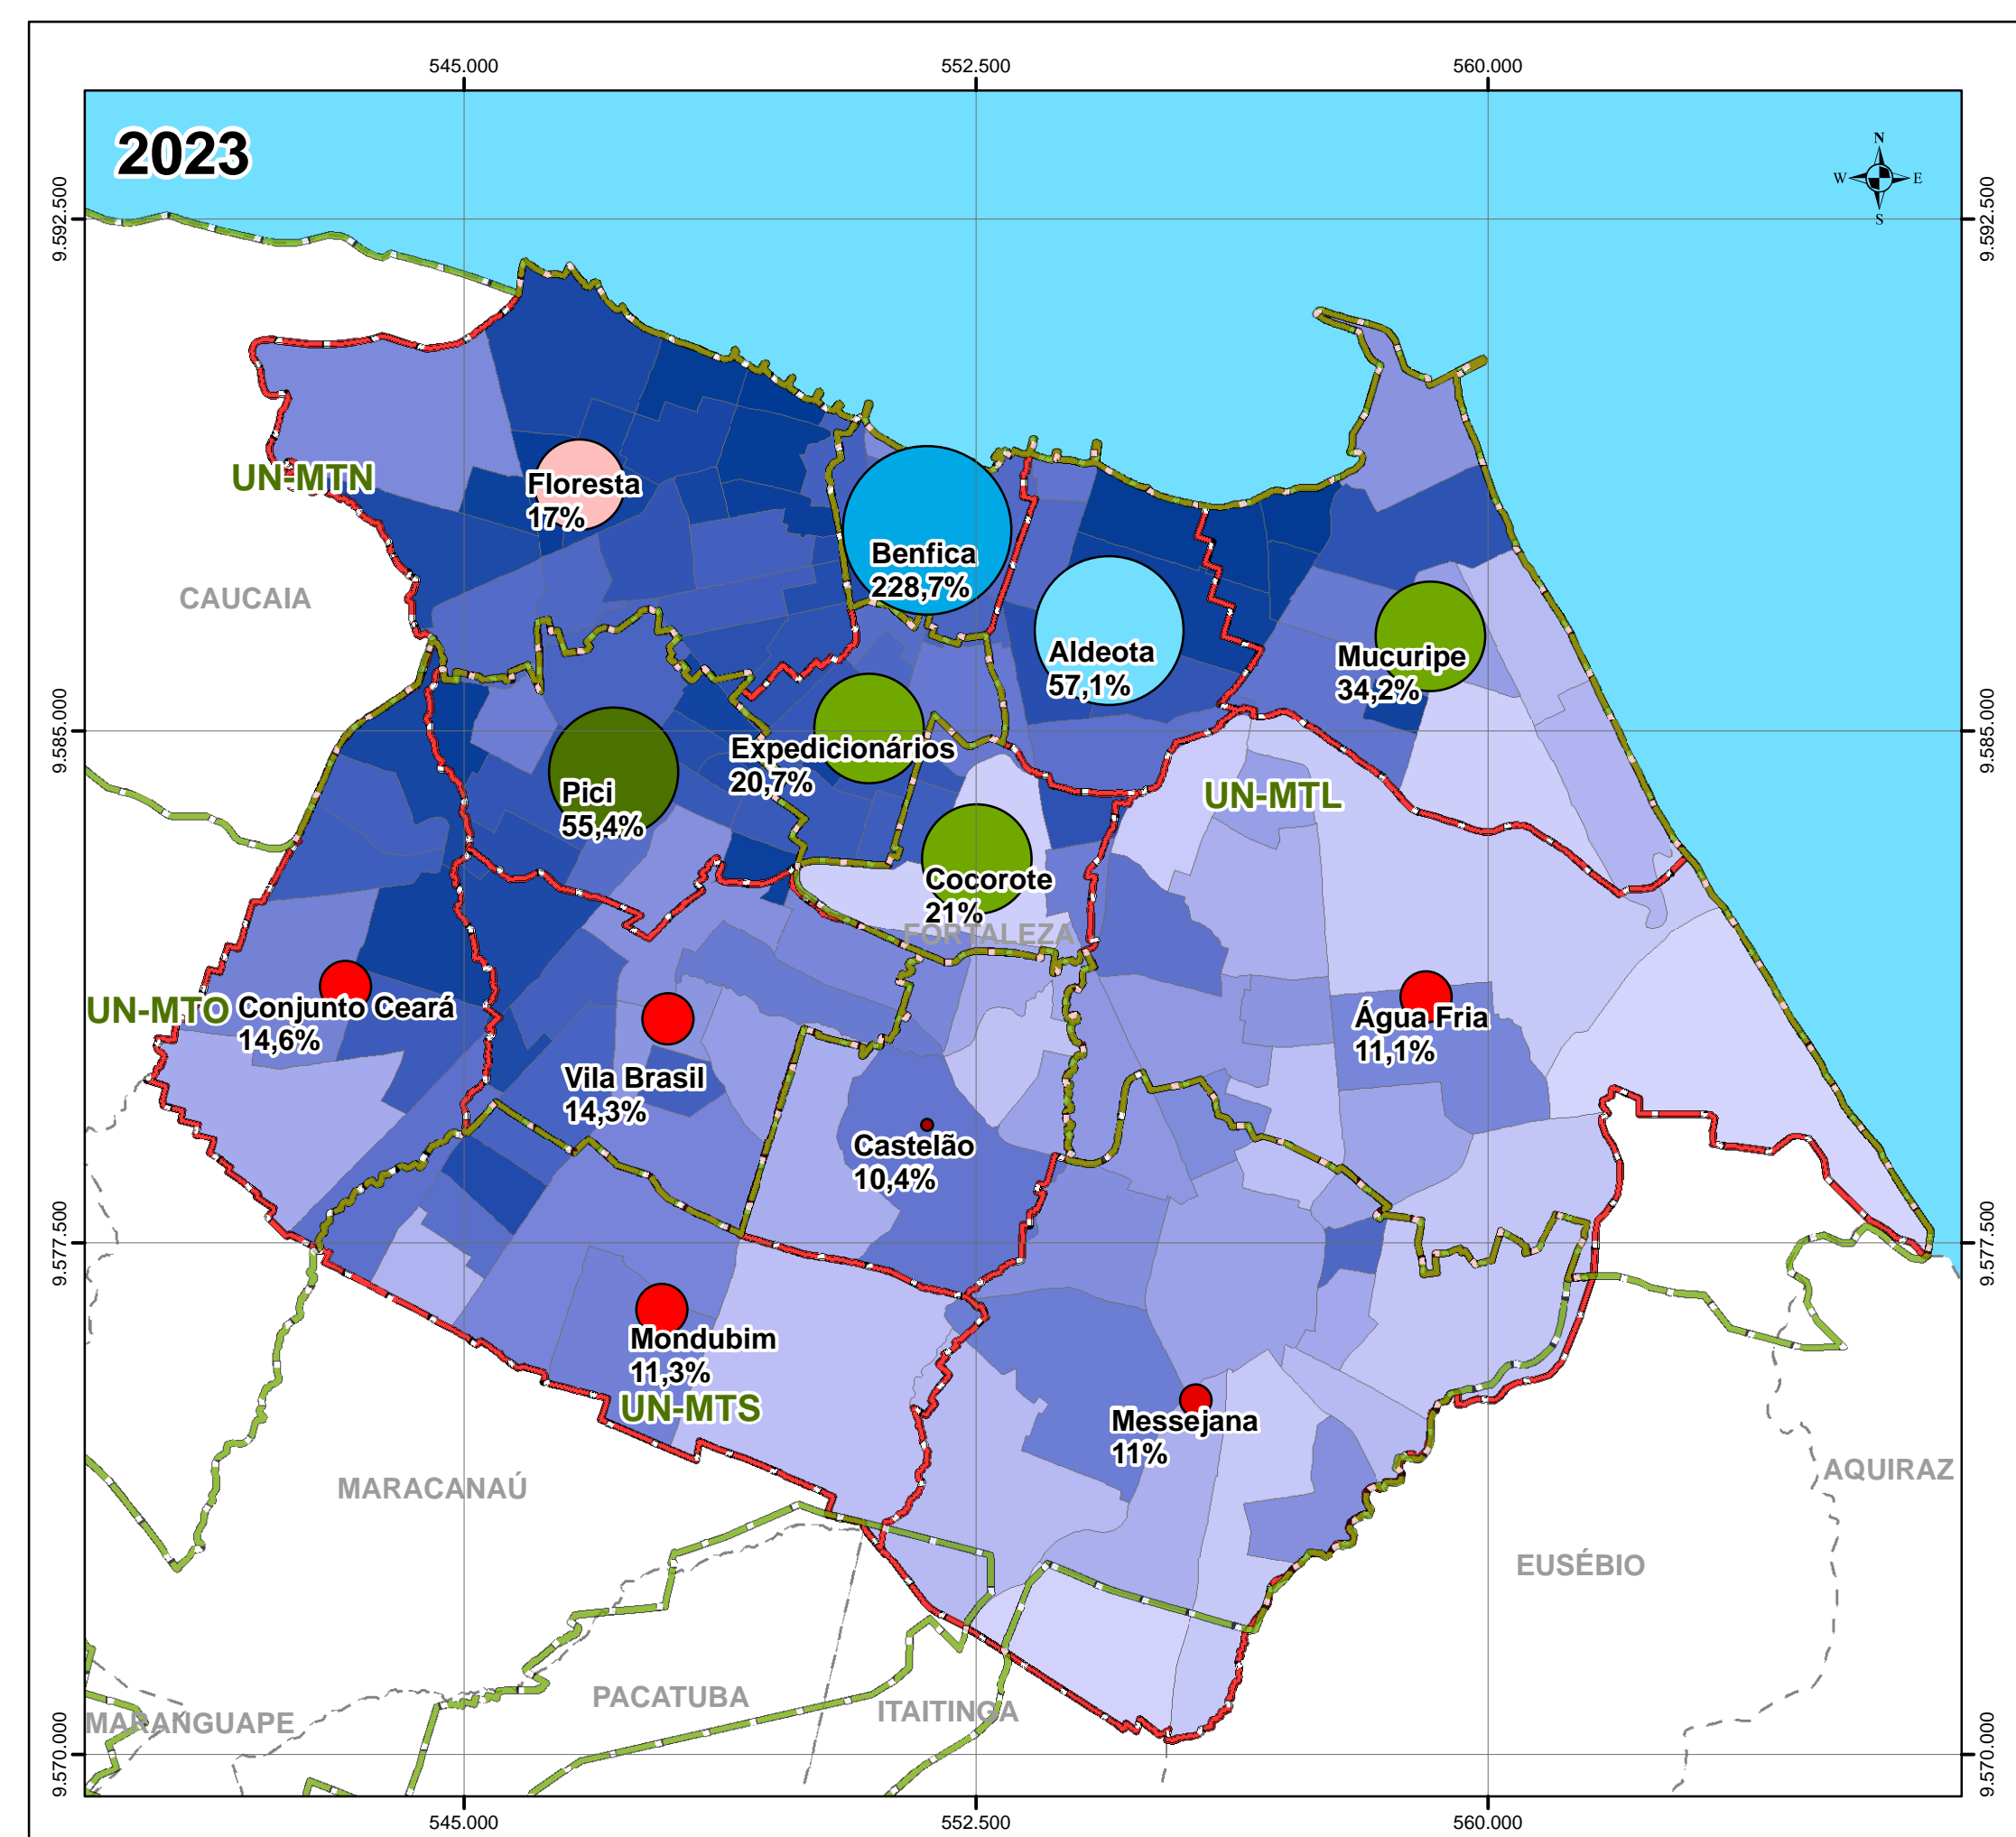 545.000
552.500
560.000
2023
N
W
E
S
9.592.500
9.592.500
UN-MTN
Floresta
17%
Benfica
228,7%
CAUCAIA
Aldeota
57,1%
Mucuripe
34,2%
9.585.000
9.585.000
Expedicionários
20,7%
Pici
55,4%
UN-MTL
Cocorote
21%
FORTALEZA
UN-MTO
Conjunto Ceará
14,6%
Água Fria
11,1%
Vila Brasil
14,3%
Castelão
10,4%
9.577.500
9.577.500
Mondubim
11,3%
UN-MTS
Messejana
11%
MARACANAÚ
AQUIRAZ
EUSÉBIO
PACATUBA
ITAITINGA
MARANGUAPE
9.570.000
9.570.000
545.000
552.500
560.000